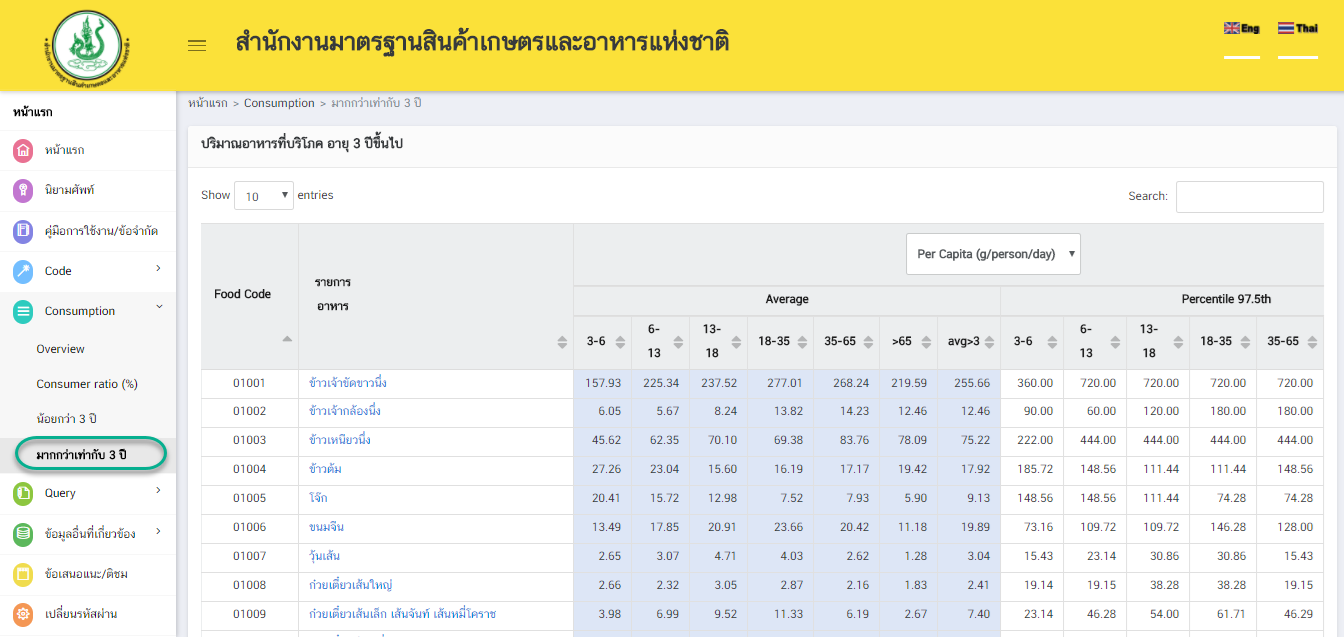 สำนักงานมาตรฐานสินค้าเกษตรและอาหารแห่งชาติ
Eng Thai
หน้าแรก
หน้าแรก
นิยามศัพท์
คู่มือการใช้งาน/ข้อจำกัด
Code
Consumption
Overview
Consumer ratio (%)
น้อยกว่า 3 ปี
มากกว่าเท่ากับ 3 ปี
Query
ข้อมูลอื่นที่เกี่ยวข้อง
ข้อเสนอแนะ/ติชม
เปลี่ยนรหัสผ่าน
หน้าแรก > Consumption > มากกว่าเท่ากับ 3 ปี
ปริมาณอาหารที่บริโภค อายุ 3 ปีขึ้นไป
Show 10 entries
Search:
Food Code
รายการ
อาหาร
Per Capita (g/person/day)
Average Percentile 97.5th
3-6 6-13 13-18 18-35 35-65 >65 avg>3 3-6 6-13 13-18 18-35 35-65
01001 ข้าวเจ้าขัดขาวนึ่ง 157.93 225.34 237.52 277.01 268.24 219.59 255.66 360.00 720.00 720.00 720.00 720.00
01002 ข้าวเจ้ากล้องนึ่ง 6.05 5.67 8.24 13.82 14.23 12.46 12.46 90.00 60.00 120.00 180.00 180.00
01003 ข้าวเหนียวนึ่ง 45.62 62.35 70.10 69.38 83.76 78.09 75.22 222.00 444.00 444.00 444.00 444.00
01004 ข้าวต้ม 27.26 23.04 15.60 16.19 17.17 19.42 17.92 185.72 148.56 111.44 111.44 148.56
01005 โจ๊ก 20.41 15.72 12.98 7.52 7.93 5.90 9.13 148.56 148.56 111.44 74.28 74.28
01006 ขนมจีน 13.49 17.85 20.91 23.66 20.42 11.18 19.89 73.16 109.72 109.72 146.28 128.00
01007 วุ้นเส้น 2.65 3.07 4.71 4.03 2.62 1.28 3.04 15.43 23.14 30.86 30.86 15.43
01008 ก๋วยเตี๋ยวเส้นใหญ่ 2.66 2.32 3.05 2.87 2.16 1.83 2.41 19.14 19.15 38.28 38.28 19.15
01009 ก๋วยเตี๋ยวเส้นเล็ก เส้นจันท์ เส้นหมี่โคราช 3.98 6.99 9.52 11.33 6.19 2.67 7.40 23.14 46.28 54.00 61.71 46.29